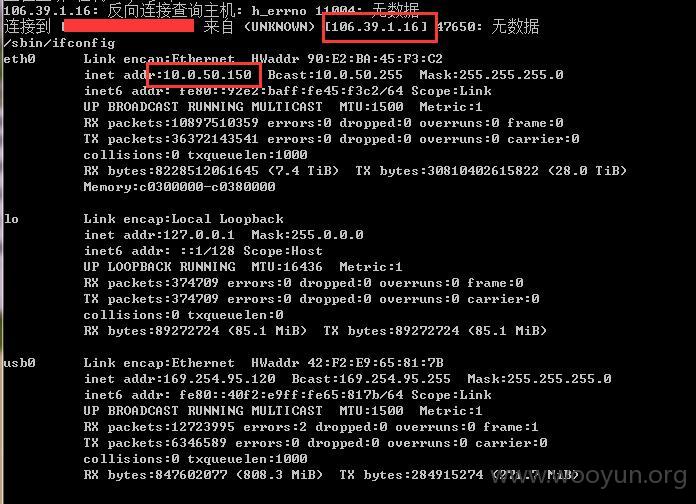 106.39.1.16: 反向连接查询主机: h_errno 11004: 无数据
连接到 [ 来自 (UNKNOWN) [106.39.1.16] 47650: 无数据
/sbin/ifconfig
eth0 Link encap:Ethernet HWaddr 90:E2:BA:45:F3:C2
inet addr:10.0.50.150 Bcast:10.0.50.255 Mask:255.255.255.0
inet6 addr: fe80::92e2:baff:fe45:f3c2/64 Scope:Link
UP BROADCAST RUNNING MULTICAST MTU:1500 Metric:1
RX packets:10897510359 errors:0 dropped:0 overruns:0 frame:0
TX packets:36372143541 errors:0 dropped:0 overruns:0 carrier:0
collisions:0 txqueuelen:1000
RX bytes:8228512061645 (7.4 TiB) TX bytes:30810402615822 (28.0 TiB)
Memory:c0300000-c0380000
lo Link encap:Local Loopback
inet addr:127.0.0.1 Mask:255.0.0.0
inet6 addr: ::1/128 Scope:Host
UP LOOPBACK RUNNING MTU:16436 Metric:1
RX packets:374709 errors:0 dropped:0 overruns:0 frame:0
TX packets:374709 errors:0 dropped:0 overruns:0 carrier:0
collisions:0 txqueuelen:0
RX bytes:89272724 (85.1 MiB) TX bytes:89272724 (85.1 MiB)
usb0 Link encap:Ethernet HWaddr 42:F2:E9:65:81:7B
inet addr:169.254.95.120 Bcast:169.254.95.255 Mask:255.255.255.0
inet6 addr: fe80::40f2:e9ff:fe65:817b/64 Scope:Link
UP BROADCAST RUNNING MULTICAST MTU:1500 Metric:1
RX packets:12723995 errors:2 dropped:0 overruns:0 frame:1
TX packets:6346589 errors:0 dropped:0 overruns:0 carrier:0
collisions:0 txqueuelen:1000
RX bytes:847602077 (808.3 MiB) TX bytes:284915274 (271.7 MiB)
www.wooyun.org